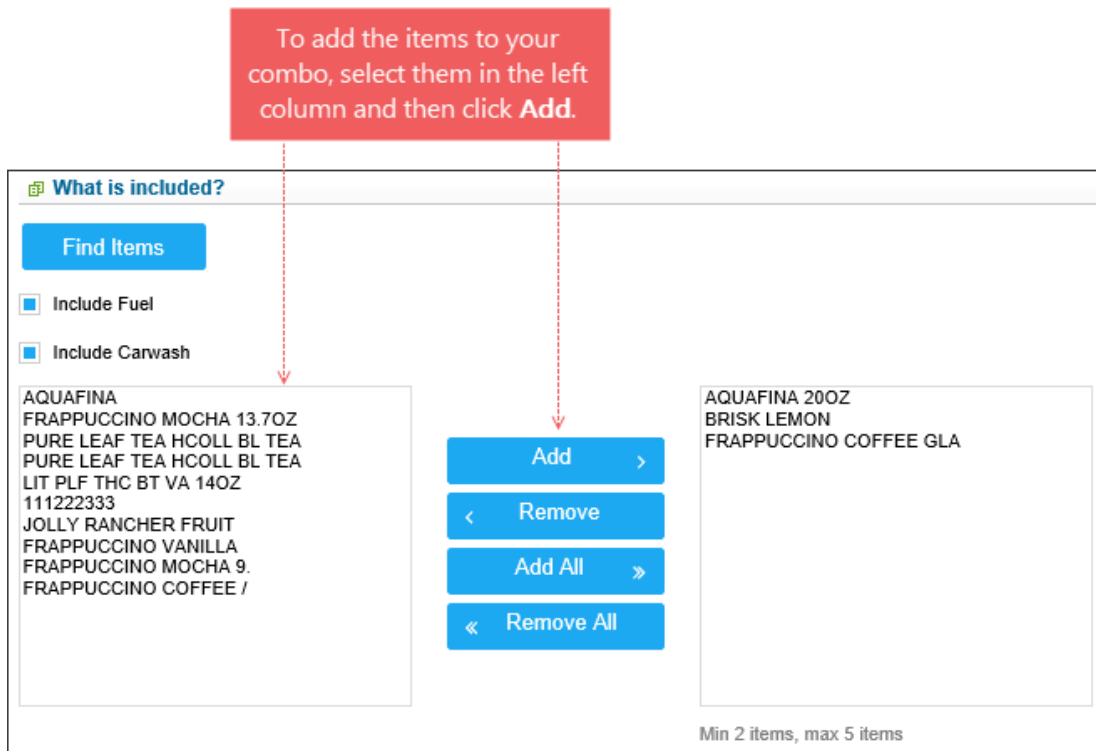 To add the items to your
combo, select them in the left
column and then click Add.
What is included?
Find Items
Include Fuel
Include Carwash
AQUAFINA
FRAPPUCCINO MOCHA 13.7OZ
PURE LEAF TEA HCOLL BL TEA
PURE LEAF TEA HCOLL BL TEA
LIT PLF THC BT VA 14OZ
111222333
JOLLY RANCHER FRUIT
FRAPPUCCINO VANILLA
FRAPPUCCINO MOCHA 9.
FRAPPUCCINO COFFEE /
Add >
< Remove
Add All »
« Remove All
AQUAFINA 20OZ
BRISK LEMON
FRAPPUCCINO COFFEE GLA
Min 2 items, max 5 items